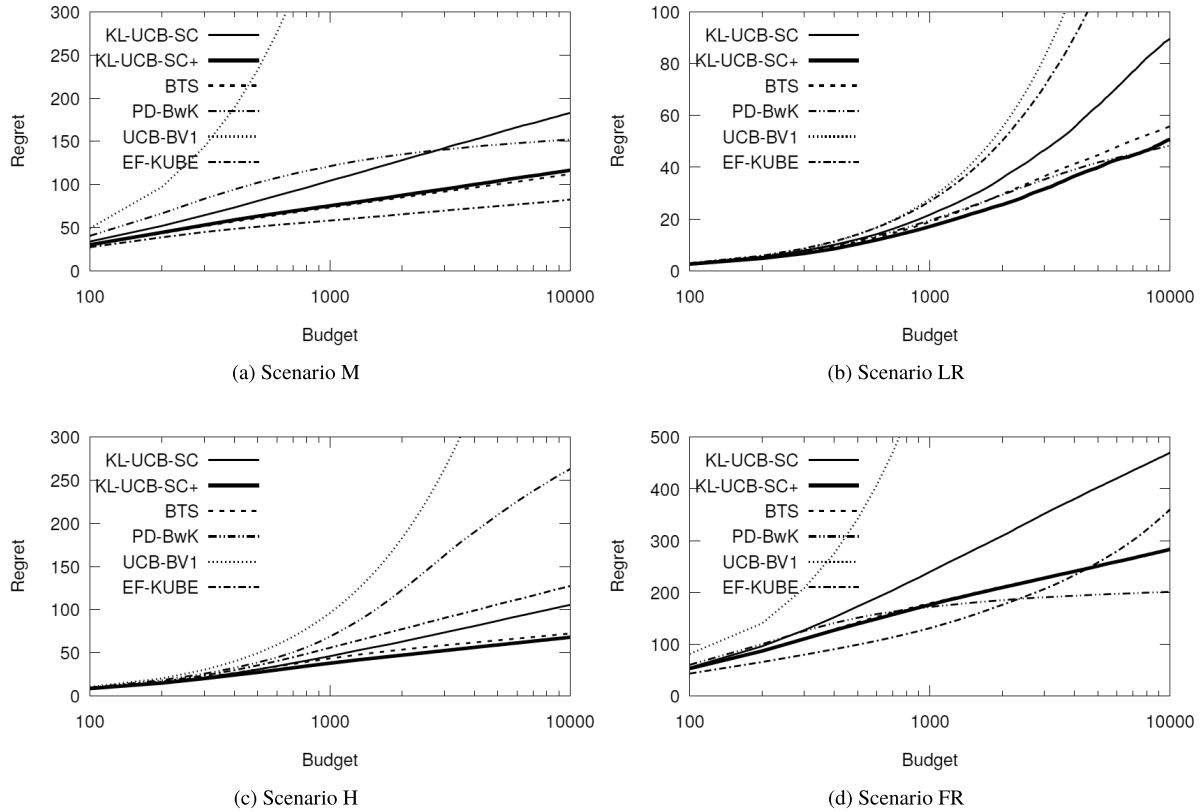 300
250
200
150
100
50
0
Regret
KL-UCB-SC
KL-UCB-SC+
BTS
PD-BwK
UCB-BV1
EF-KUBE
100 1000 10000
Budget
(a) Scenario M
100
80
60
40
20
0
Regret
KL-UCB-SC
KL-UCB-SC+
BTS
PD-BwK
UCB-BV1
EF-KUBE
100 1000 10000
Budget
(b) Scenario LR
300
250
200
150
100
50
0
Regret
KL-UCB-SC
KL-UCB-SC+
BTS
PD-BwK
UCB-BV1
EF-KUBE
100 1000 10000
Budget
(c) Scenario H
500
400
300
200
100
0
Regret
KL-UCB-SC
KL-UCB-SC+
BTS
PD-BwK
UCB-BV1
EF-KUBE
100 1000 10000
Budget
(d) Scenario FR